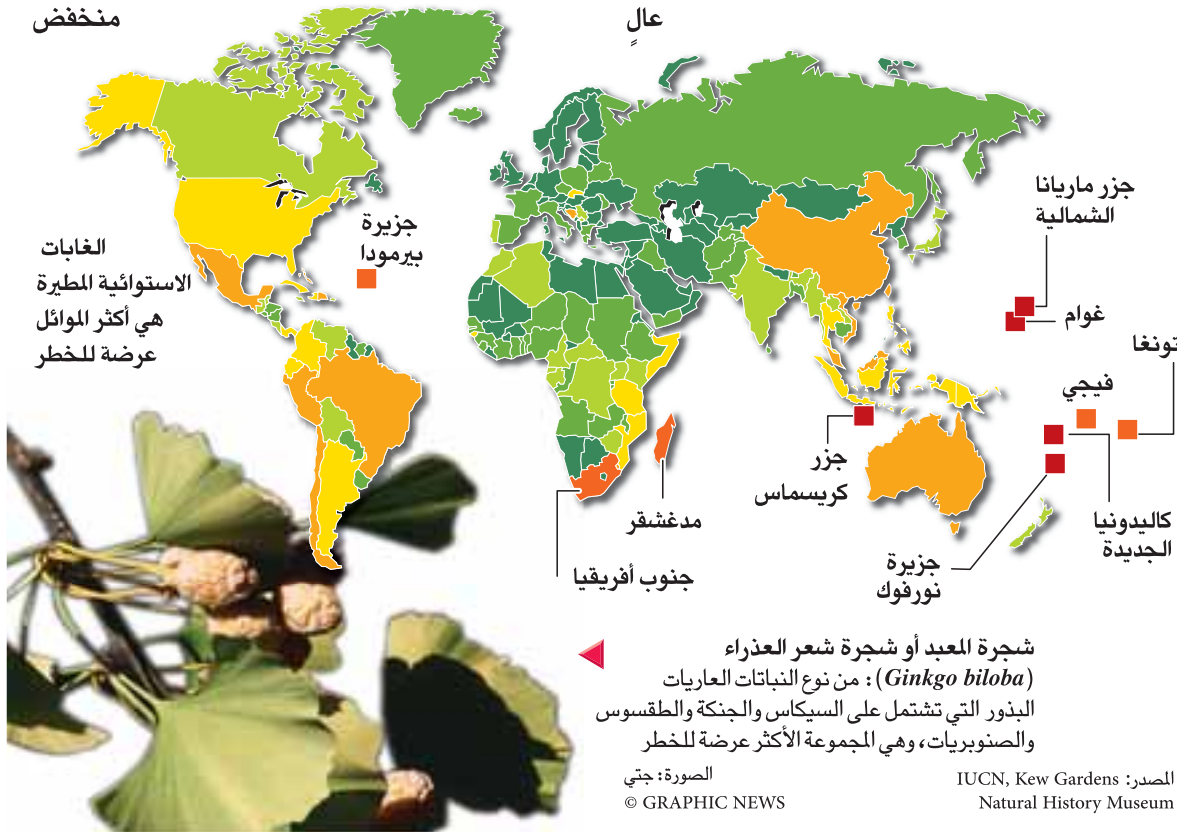 عالٍ
منخفض
جزر ماريانا
الشمالية
غوام
تونغا
فيجي
كاليدونيا
الجديدة
جزيرة
نورفوك
جزر
كريسماس
مدغشقر
جنوب أفريقيا
جزيرة
بيرمودا
الغابات
الاستوائية المطيرة
هي أكثر الموائل
عرضة للخطر
شجرة المعبد أو شجرة شعر العذراء
(Ginkgo biloba): من نوع النباتات العاريات
البذور التي تشتمل على السيكاس والجنكة والطقسوس
والصنوبريات، وهي المجموعة الأكثر عرضة للخطر
المصدر: IUCN, Kew Gardens
Natural History Museum
الصورة: جتي
© GRAPHIC NEWS